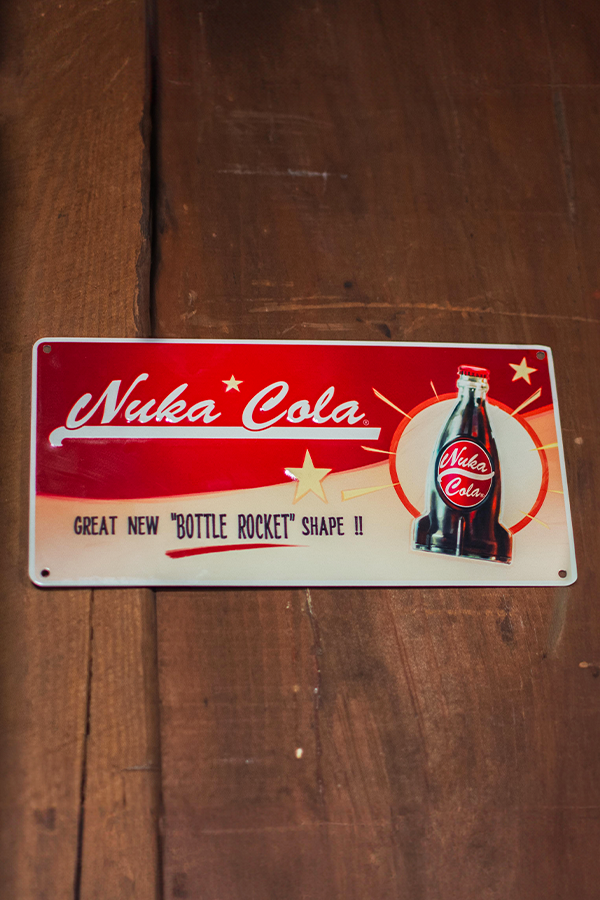 Nuka Cola®
GREAT NEW "BOTTLE ROCKET" SHAPE !!
Nuka
Cola